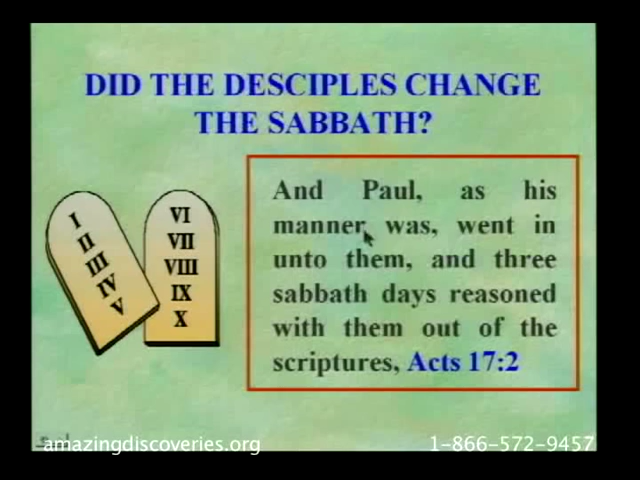 DID THE DESCIPLES CHANGE
THE SABBATH?
And Paul, as his
manner was, went in
unto them, and three
sabbath days reasoned
with them out of the
scriptures, Acts 17:2
I
II
III
IV
V
VI
VII
VIII
IX
X
amazingdiscoveries.org
1-866-572-9457